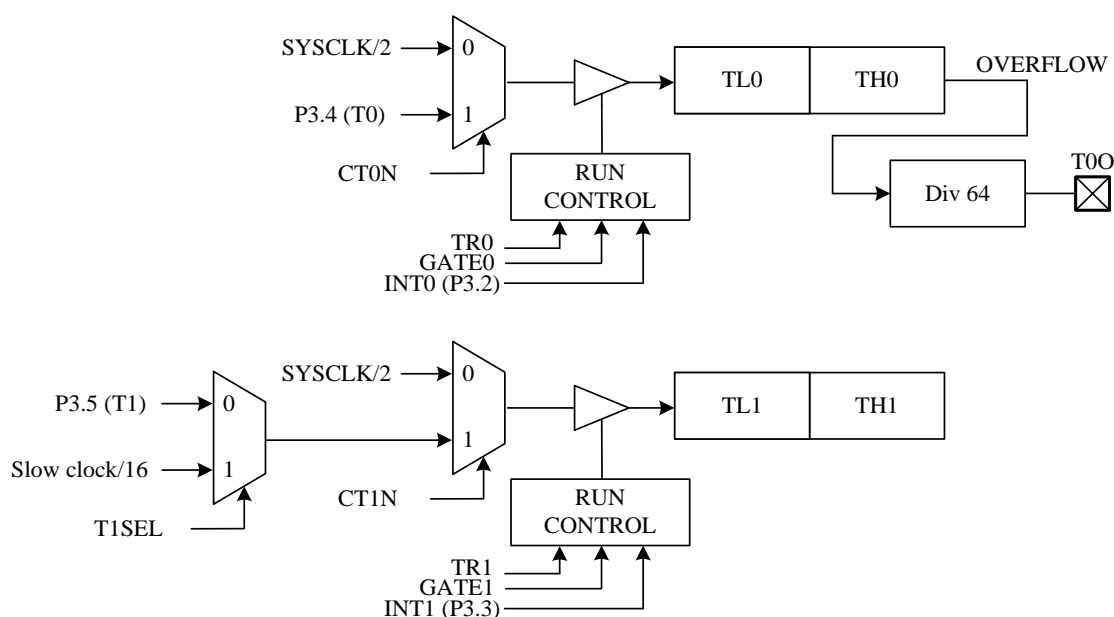 SYSCLK/2
0
TL0
TH0
OVERFLOW
P3.4 (T0)
1
T0O
CT0N
RUN
CONTROL
Div 64
TR0
GATE0
INT0 (P3.2)
SYSCLK/2
0
P3.5 (T1)
0
TL1
TH1
1
Slow clock/16
1
CT1N
RUN
CONTROL
T1SEL
TR1
GATE1
INT1 (P3.3)